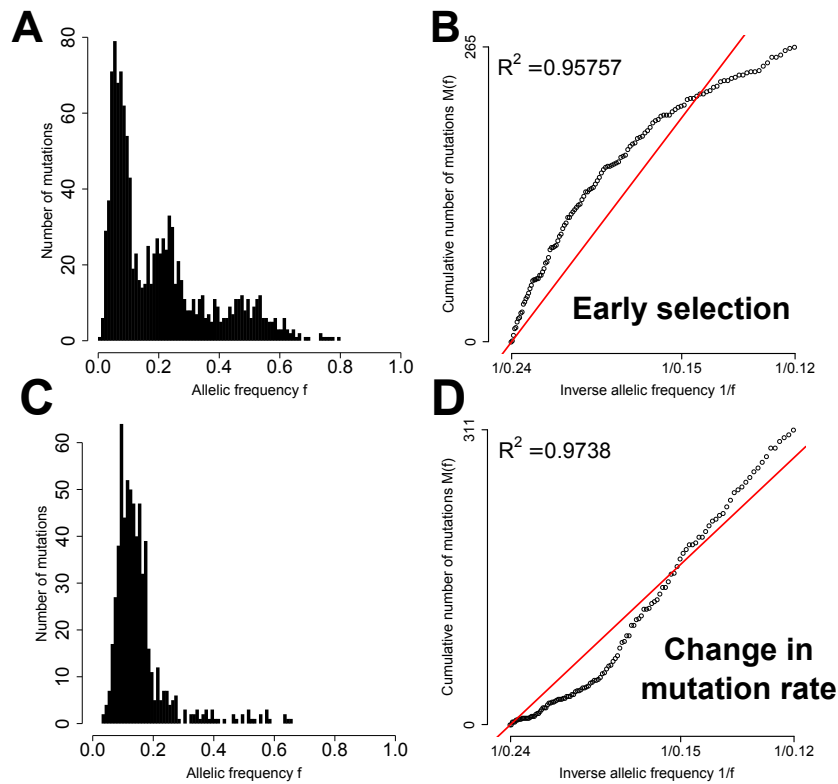 A
Number of mutations
0 20 40 60 80
0.0 0.2 0.4 0.6 0.8 1.0
Allelic frequency f
B
R² =0.95757
Cumulative number of mutations M(f)
0 265
Early selection
1/0.24 1/0.15 1/0.12
Inverse allelic frequency 1/f
C
Number of mutations
0 10 20 30 40 50 60
0.0 0.2 0.4 0.6 0.8 1.0
Allelic frequency f
D
R² =0.9738
Cumulative number of mutations M(f)
0 311
Change in
mutation rate
1/0.24 1/0.15 1/0.12
Inverse allelic frequency 1/f